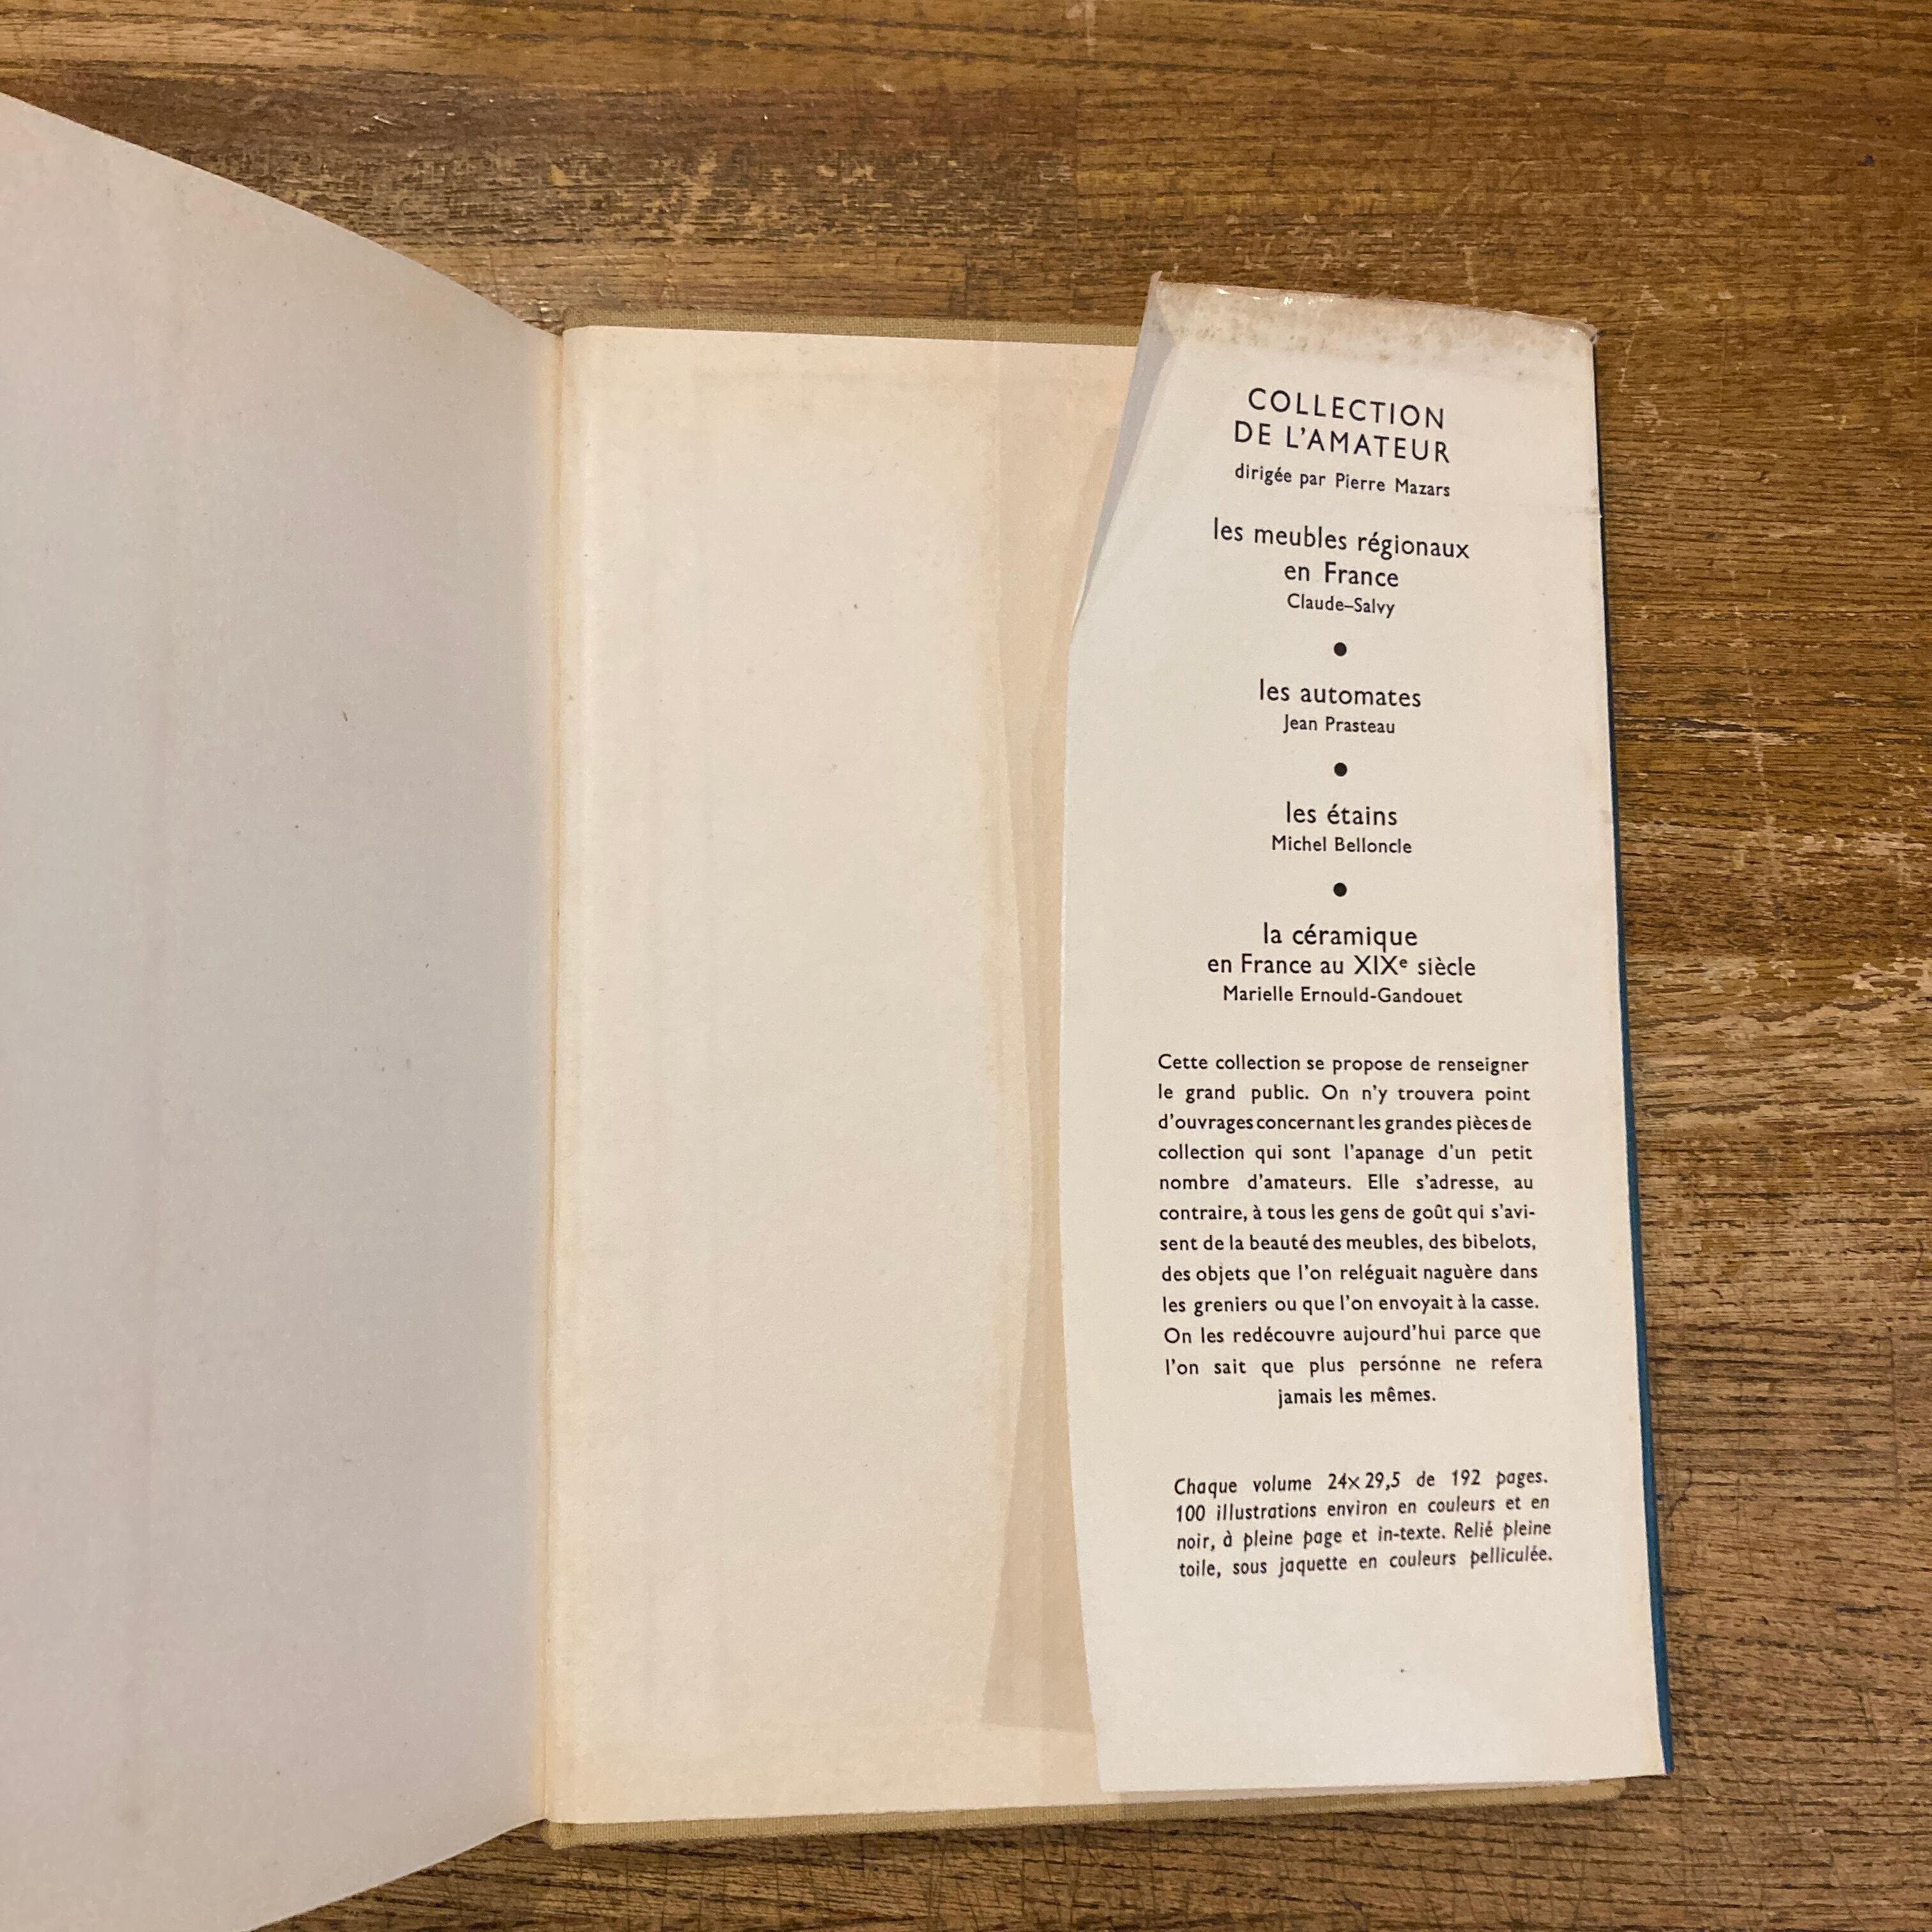 COLLECTION
DE L'AMATEUR
dirigée par Pierre Mazars
les meubles régionaux
en France
Claude–Salvy
●
les automates
Jean Prasteau
●
les étains
Michel Belloncle
●
la céramique
en France au XIXᵉ siècle
Marielle Ernould-Gandouet
Cette collection se propose de renseigner
le grand public. On n'y trouvera point
d'ouvrages concernant les grandes pièces de
collection qui sont l'apanage d'un petit
nombre d'amateurs. Elle s'adresse, au
contraire, à tous les gens de goût qui s'avi-
sent de la beauté des meubles, des bibelots,
des objets que l'on reléguait naguère dans
les greniers ou que l'on envoyait à la casse.
On les redécouvre aujourd'hui parce que
l'on sait que plus persónne ne refera
jamais les mêmes.
Chaque volume 24x29,5 de 192 pages.
100 illustrations environ en couleurs et en
noir, à pleine page et in-texte. Relié pleine
toile, sous jaquette en couleurs pelliculée.